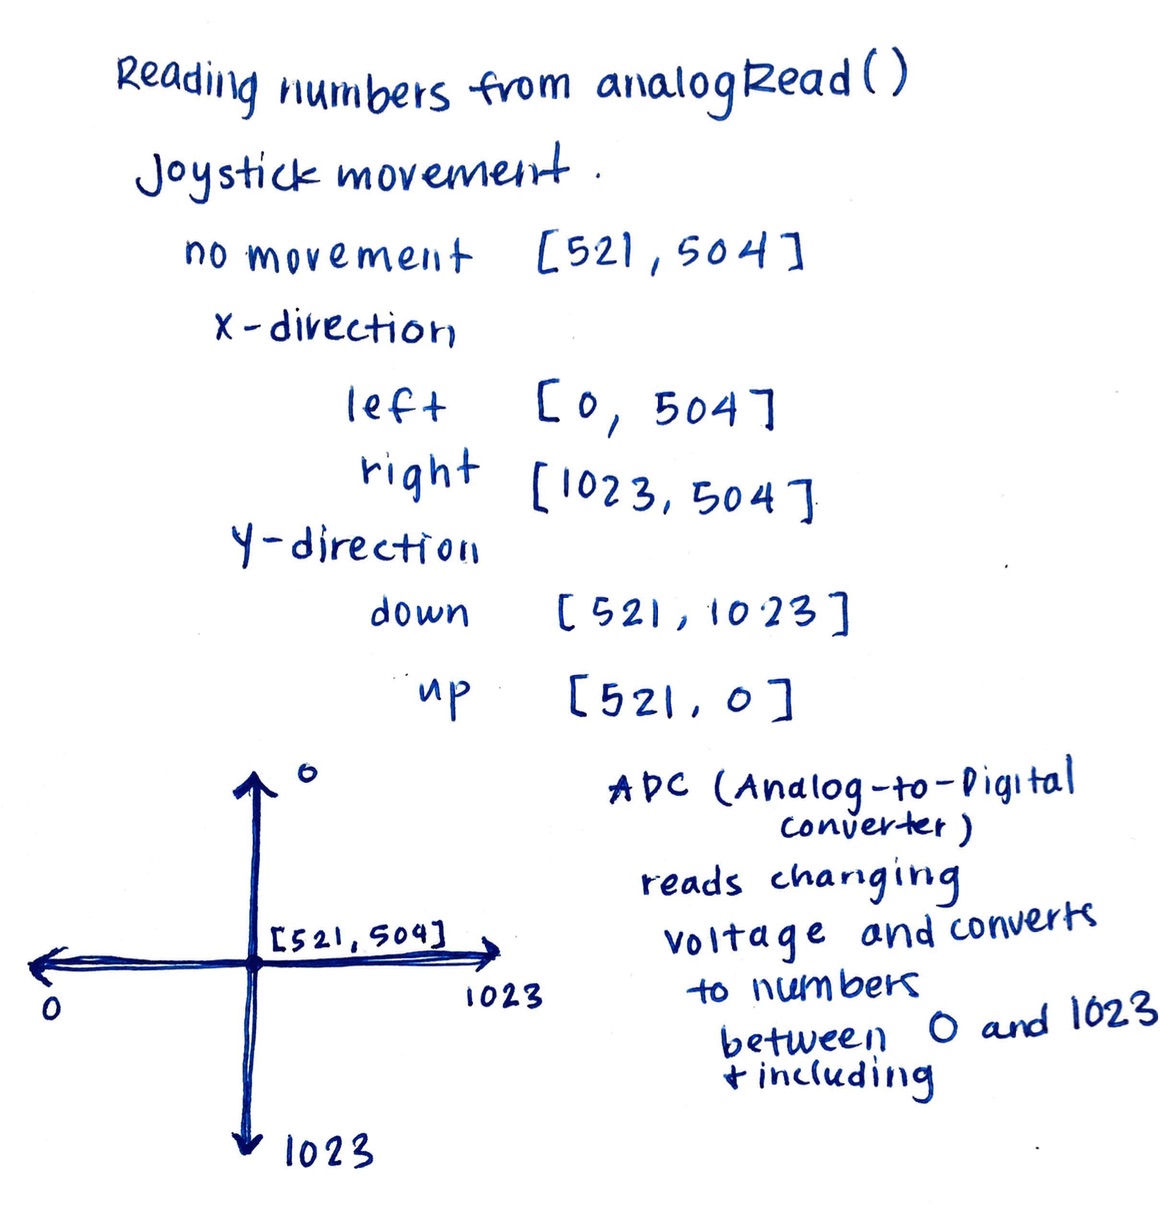 Reading numbers from analogRead()
Joystick movement.
no movement [521, 504]
x-direction
left [0, 504]
right [1023, 504]
y-direction
down [521, 1023]
up [521, 0]
0
[521, 504]
0
1023
1023
ADC (Analog-to-Digital
converter)
reads changing
voltage and converts
to numbers
between 0 and 1023
+ including